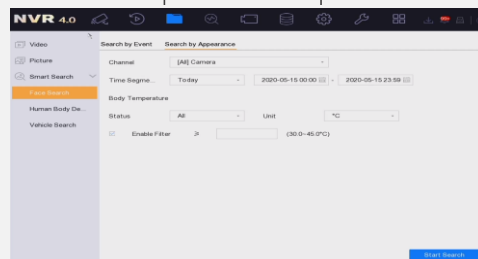 NVR 4.0
Video
Picture
Smart Search
Face Search
Human Body De...
Vehicle Search
Search by Event Search by Appearance
Channel [All] Camera
Time Segme... Today 2020-05-15 00:00 - 2020-05-15 23:59
Body Temperature
Status All Unit °C
Enable Filter ≥ (30.0~45.0°C)
Start Search